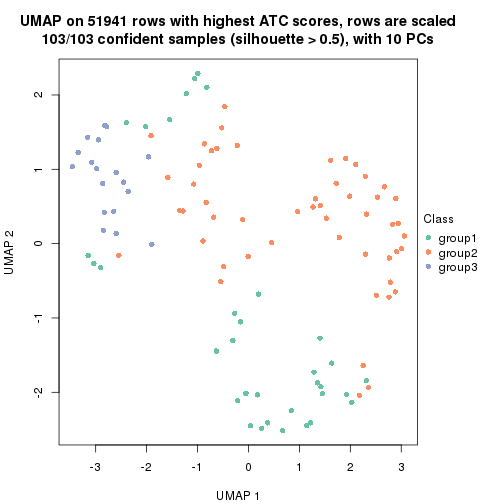 UMAP on 51941 rows with highest ATC scores, rows are scaled
103/103 confident samples (silhouette > 0.5), with 10 PCs
2
1
0
-1
-2
UMAP 2
-3 -2 -1 0 1 2 3
UMAP 1
Class
group1
group2
group3